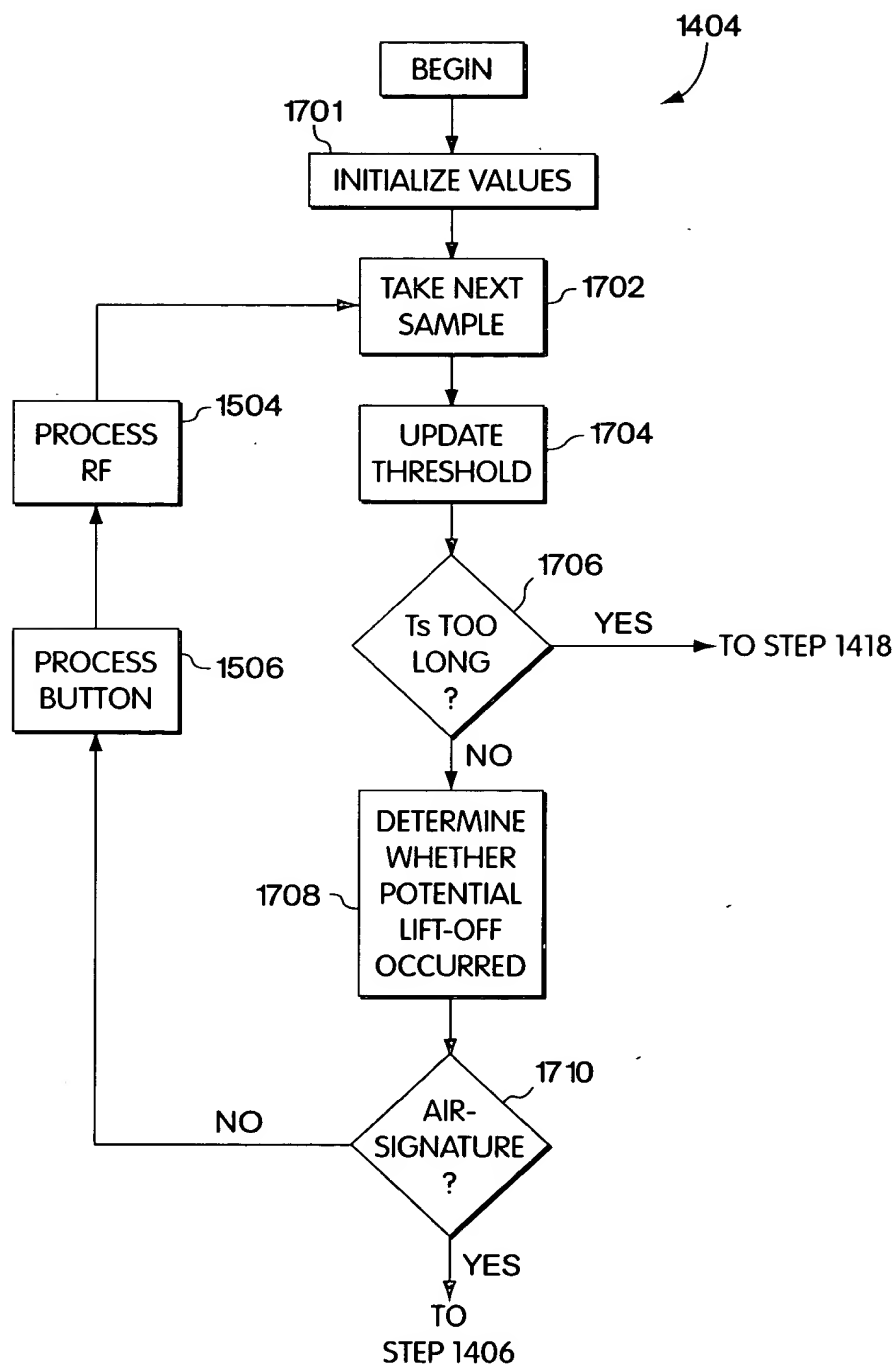 1404
BEGIN
1701
INITIALIZE VALUES
TAKE NEXT
SAMPLE
1702
PROCESS
RF
1504
UPDATE
THRESHOLD
1704
1706
Ts TOO
LONG
?
YES
TO STEP 1418
NO
PROCESS
BUTTON
1506
DETERMINE
WHETHER
POTENTIAL
LIFT-OFF
OCCURRED
1708
1710
AIR-
SIGNATURE
?
NO
YES
TO
STEP 1406